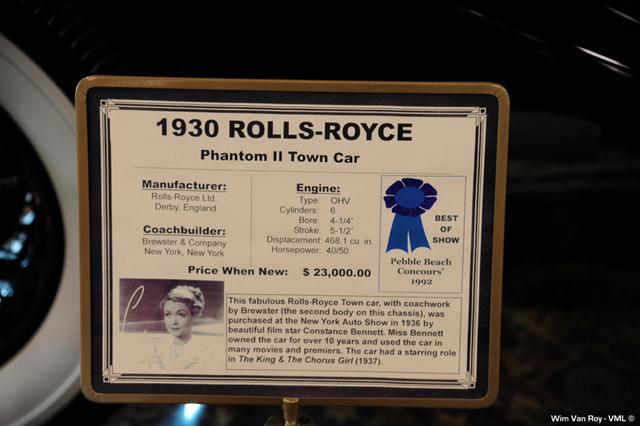 1930 ROLLS-ROYCE
Phantom II Town Car
Manufacturer:
Rolls-Royce Ltd.
Derby, England
Coachbuilder:
Brewster & Company
New York, New York
Engine:
Type: OHV
Cylinders: 6
Bore: 4-1/4"
Stroke: 5-1/2"
Displacement: 468.1 cu. in.
Horsepower: 40/50
BEST
OF
SHOW
Pebble Beach
Concours'
1992
Price When New: $ 23,000.00
This fabulous Rolls-Royce Town car, with coachwork
by Brewster (the second body on this chassis), was
purchased at the New York Auto Show in 1936 by
beautiful film star Constance Bennett. Miss Bennett
owned the car for over 10 years and used the car in
many movies and premiers. The car had a starring role
in The King & The Chorus Girl (1937).
Wim Van Roy - VML ©